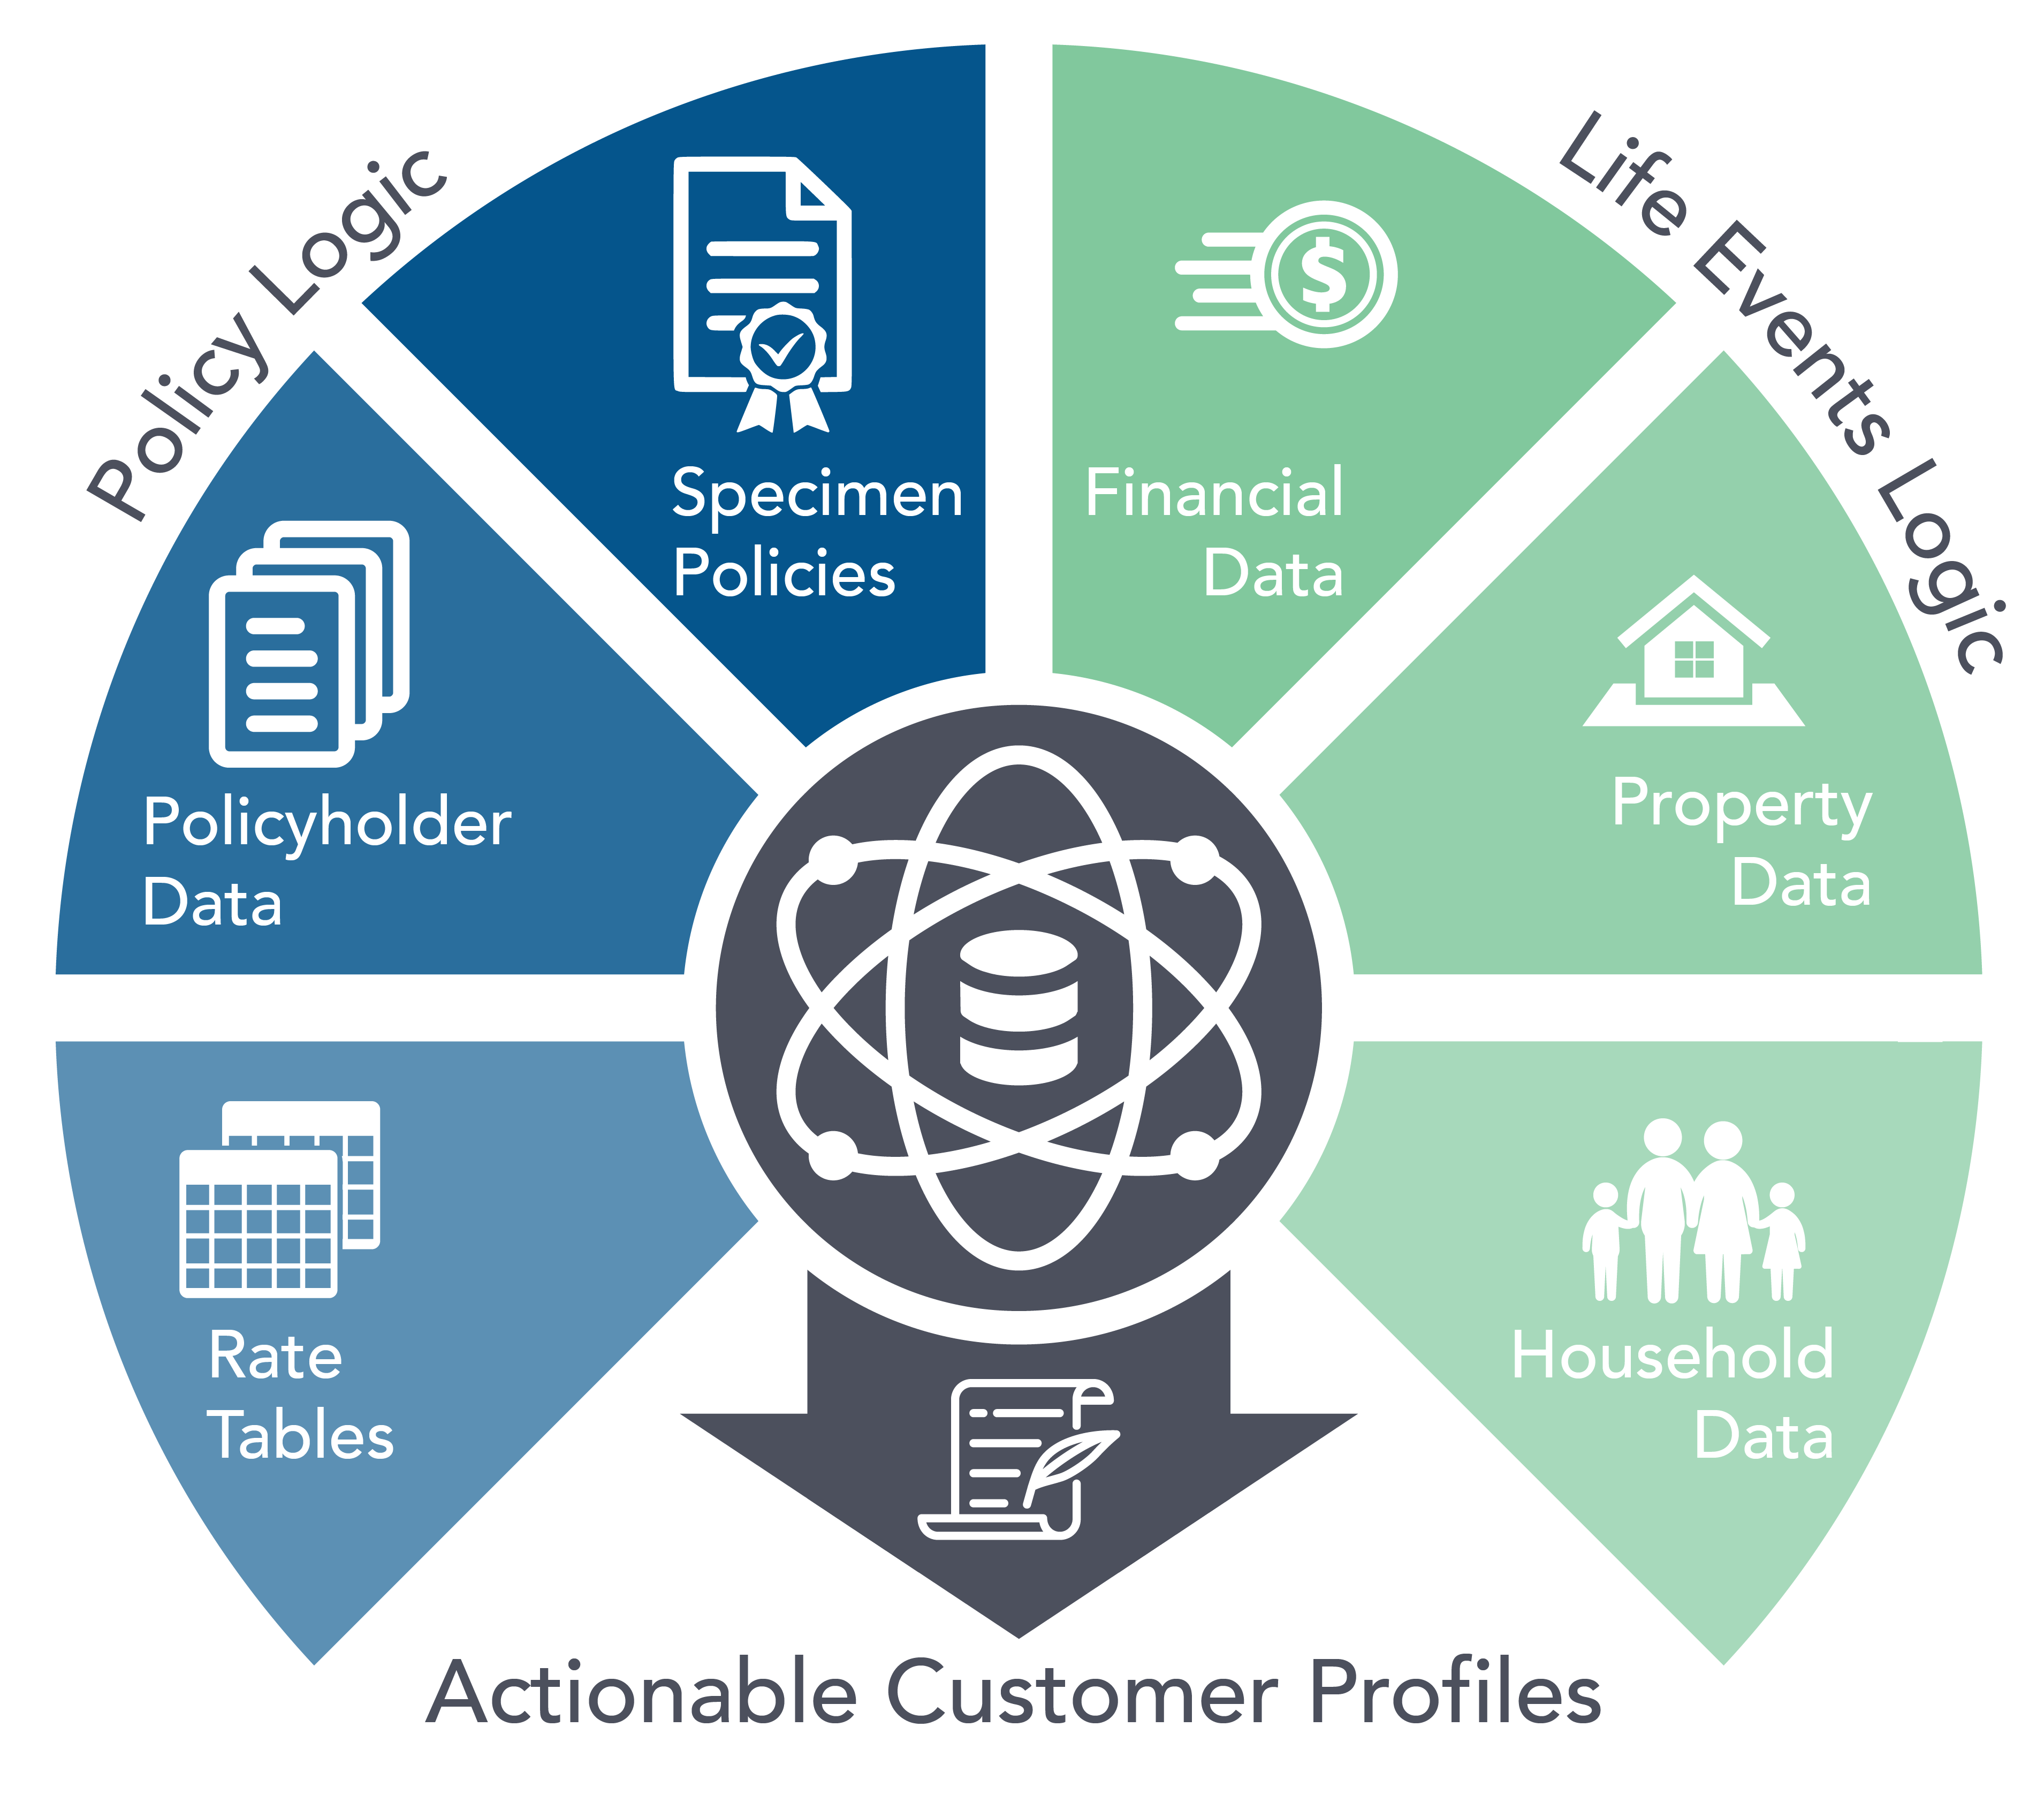 Policy Logic
Life Events Logic
Specimen
Policies
Financial
Data
Policyholder
Data
Property
Data
Rate
Tables
Household
Data
Actionable Customer Profiles